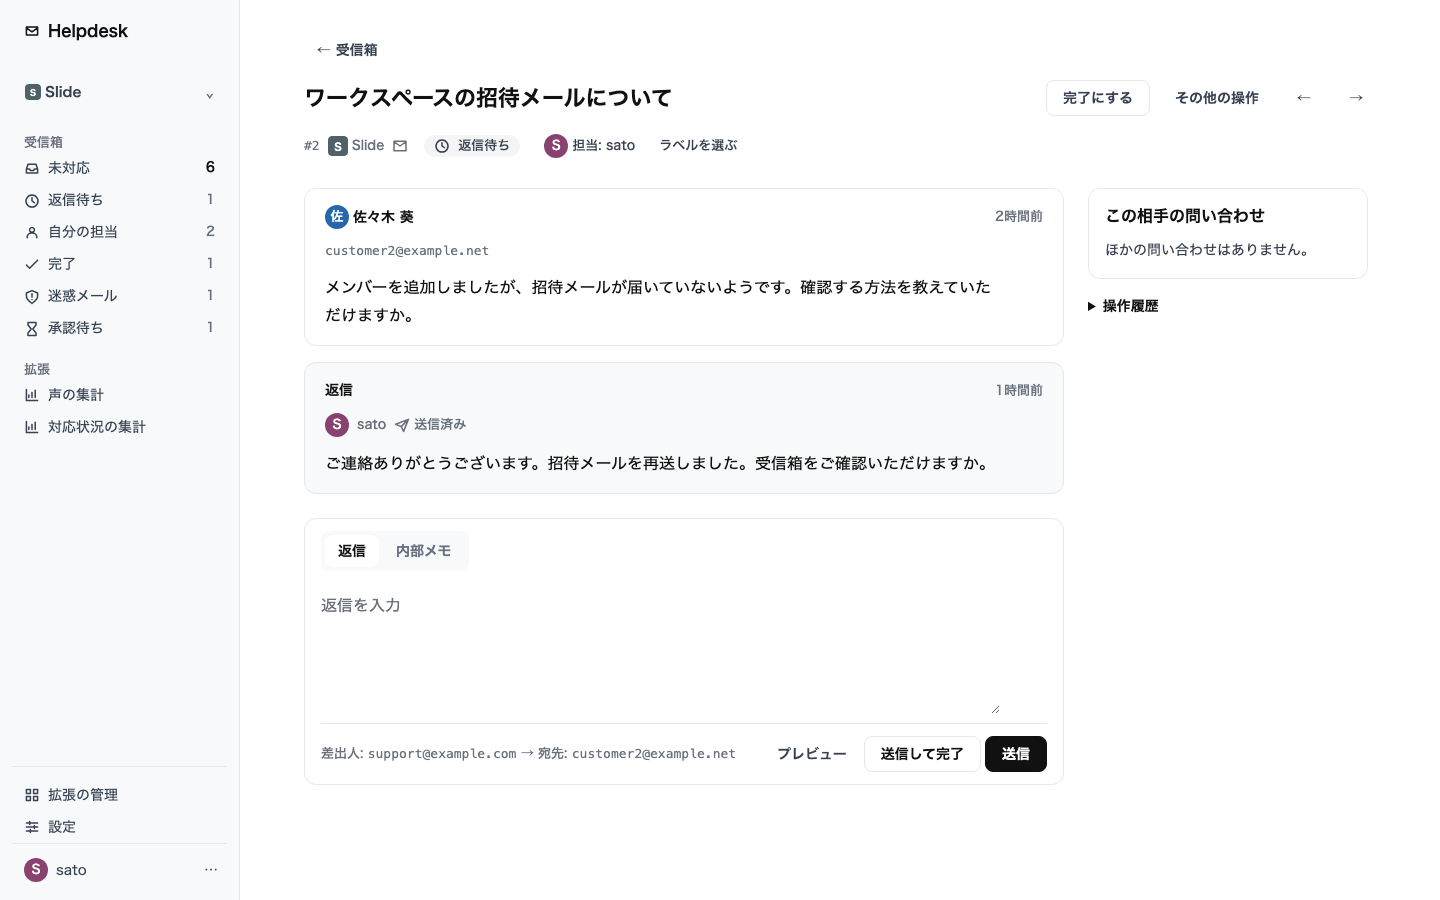 Helpdesk
S Slide
受信箱
未対応 6
返信待ち 1
自分の担当 2
完了 1
迷惑メール 1
承認待ち 1
拡張
声の集計
対応状況の集計
拡張の管理
設定
S sato …
← 受信箱
ワークスペースの招待メールについて
完了にする その他の操作 ← →
#2 S Slide 返信待ち S 担当: sato ラベルを選ぶ
佐 佐々木 葵 2時間前
customer2@example.net
メンバーを追加しましたが、招待メールが届いていないようです。確認する方法を教えていた
だけますか。
返信 1時間前
S sato 送信済み
ご連絡ありがとうございます。招待メールを再送しました。受信箱をご確認いただけますか。
返信 内部メモ
返信を入力
差出人: support@example.com → 宛先: customer2@example.net プレビュー 送信して完了 送信
この相手の問い合わせ
ほかの問い合わせはありません。
▶ 操作履歴